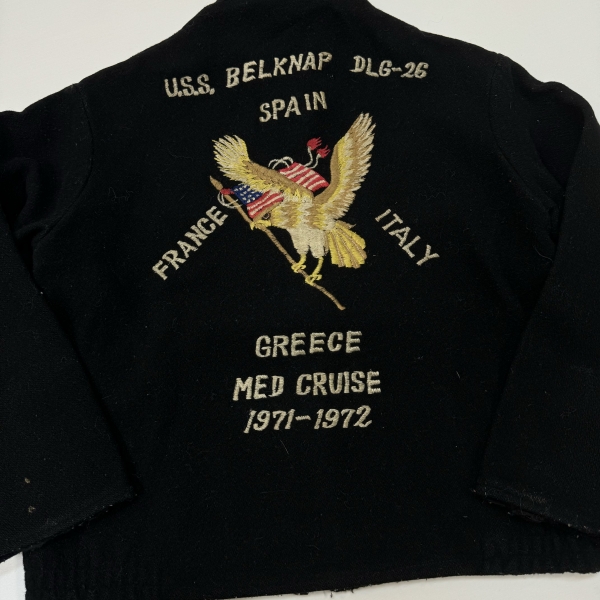 U.S.S. BELKNAP DLG-26
SPAIN
FRANCE
ITALY
GREECE
MED CRUISE
1971-1972